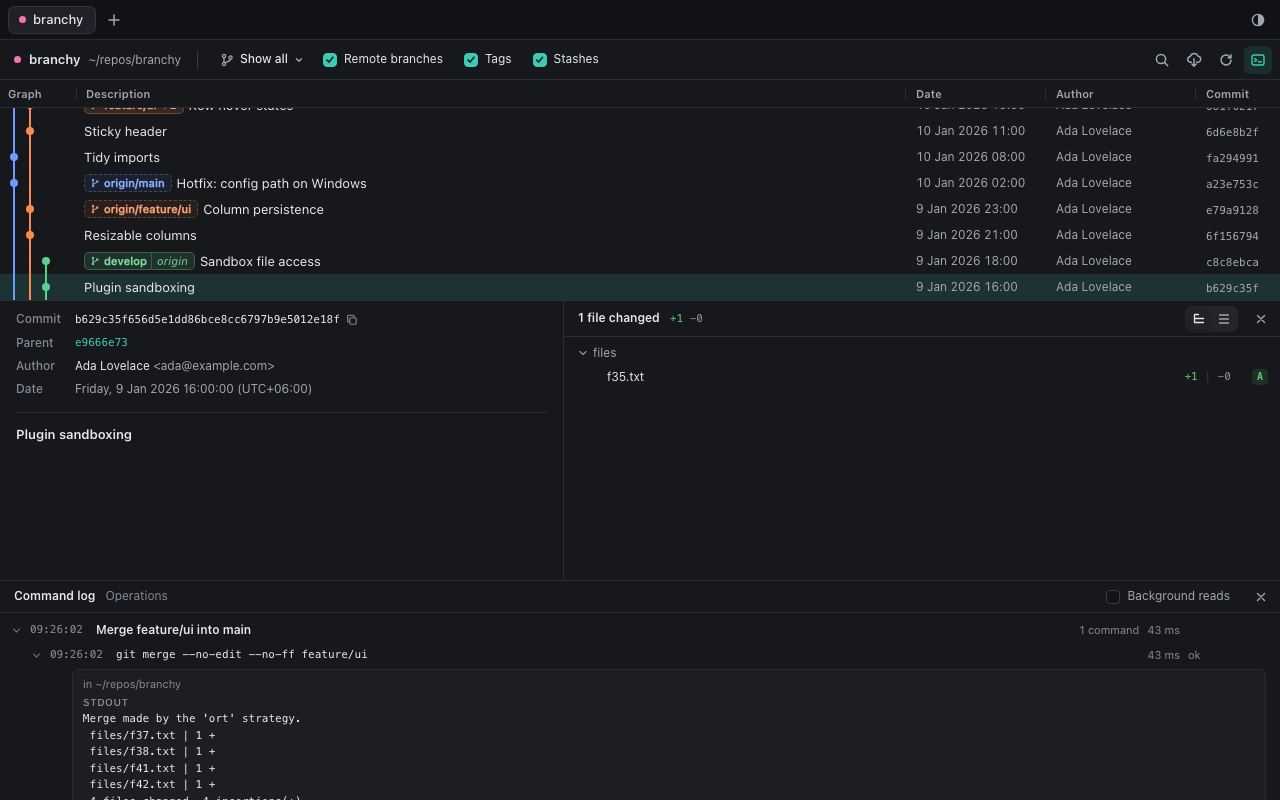 branchy
branchy ~/repos/branchy Show all Remote branches Tags Stashes
Graph Description Date Author Commit
Sticky header 10 Jan 2026 11:00 Ada Lovelace 6d6e8b2f
Tidy imports 10 Jan 2026 08:00 Ada Lovelace fa294991
origin/main Hotfix: config path on Windows 10 Jan 2026 02:00 Ada Lovelace a23e753c
origin/feature/ui Column persistence 9 Jan 2026 23:00 Ada Lovelace e79a9128
Resizable columns 9 Jan 2026 21:00 Ada Lovelace 6f156794
develop origin Sandbox file access 9 Jan 2026 18:00 Ada Lovelace c8c8ebca
Plugin sandboxing 9 Jan 2026 16:00 Ada Lovelace b629c35f
Commit b629c35f656d5e1dd86bce8cc6797b9e5012e18f
Parent e9666e73
Author Ada Lovelace <ada@example.com>
Date Friday, 9 Jan 2026 16:00:00 (UTC+06:00)
Plugin sandboxing
1 file changed +1 −0
files
f35.txt +1 | −0 A
Command log Operations Background reads
09:26:02 Merge feature/ui into main 1 command 43 ms
09:26:02 git merge --no-edit --no-ff feature/ui 43 ms ok
in ~/repos/branchy
STDOUT
Merge made by the 'ort' strategy.
files/f37.txt | 1 +
files/f38.txt | 1 +
files/f41.txt | 1 +
files/f42.txt | 1 +
4 files changed, 4 insertions(+)